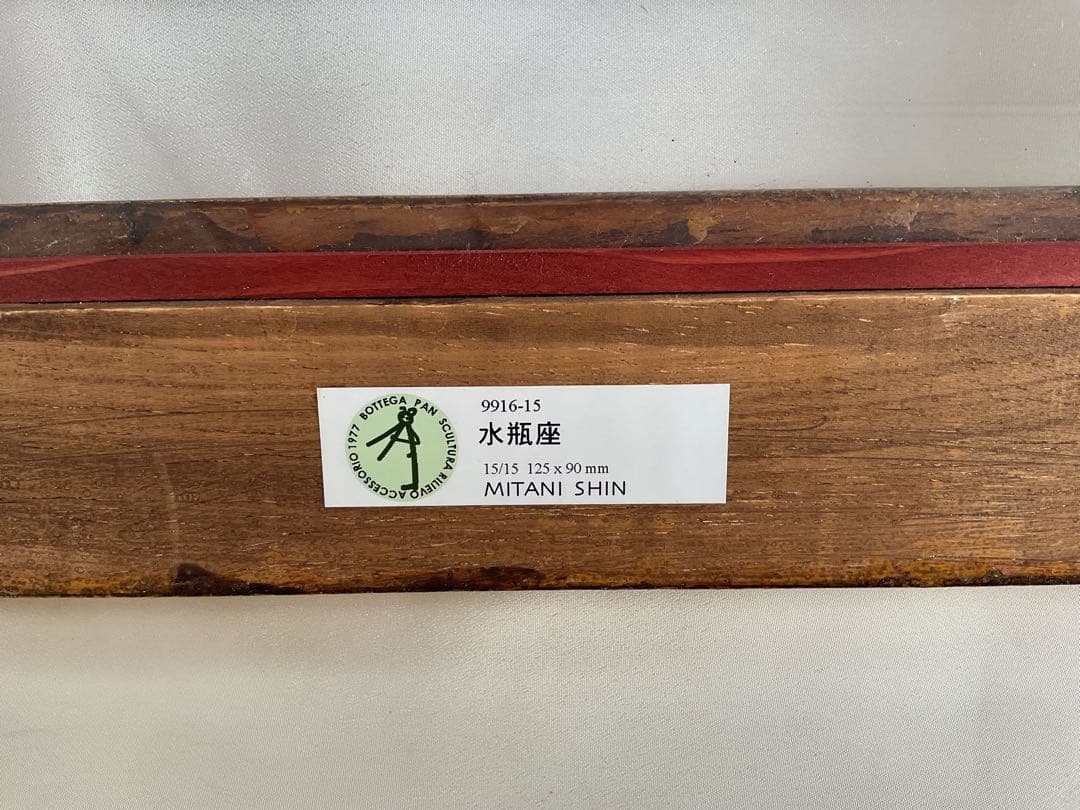 1977 BOTTEGA PAN SCULTURA RILIEVO ACCESSORIO
9916-15
水瓶座
15/15 125 x 90 mm
MITANI SHIN